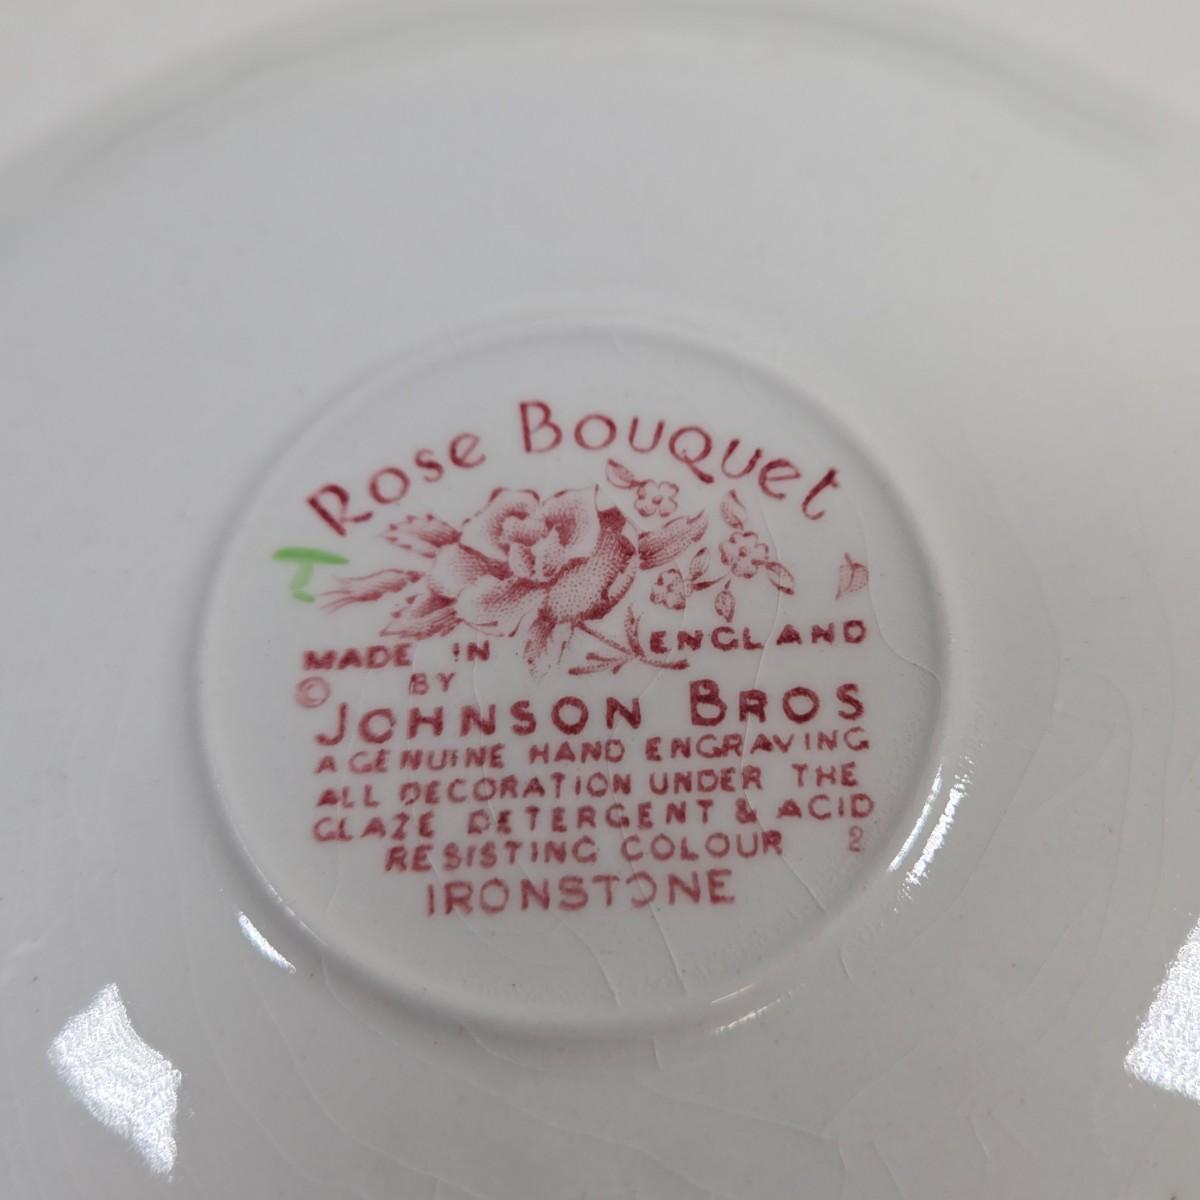 Rose Bouquet
MADE IN ENGLAND
© BY
JOHNSON BROS
A GENUINE HAND ENGRAVING
ALL DECORATION UNDER THE
GLAZE DETERGENT & ACID
RESISTING COLOUR 2
IRONSTONE